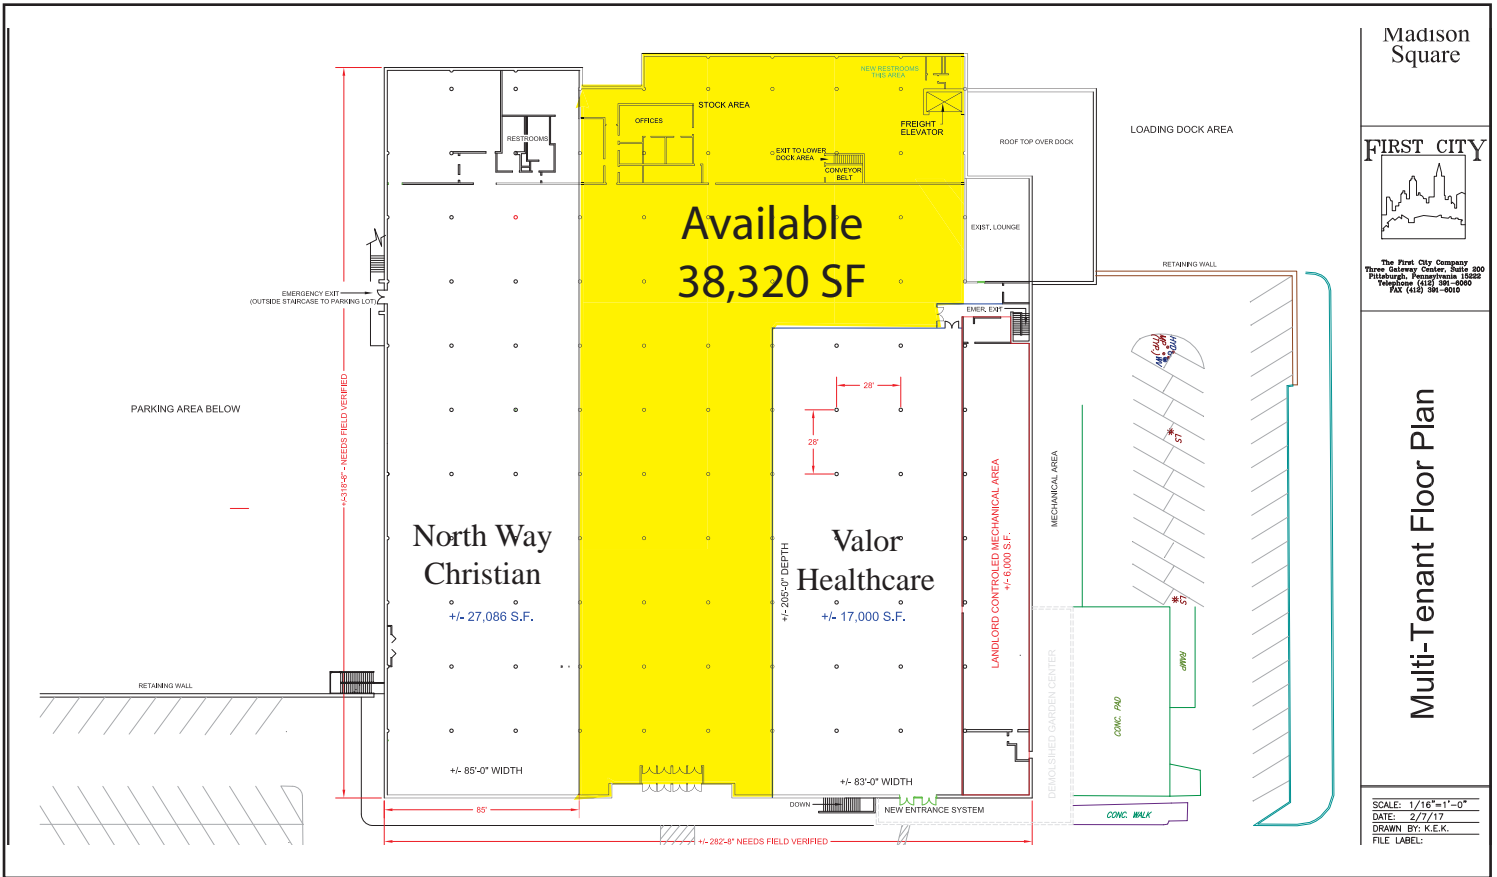 Madison
Square
FIRST CITY
The First City Company
Three Gateway Center, Suite 200
Pittsburgh, Pennsylvania 15222
Telephone (412) 391-6060
FAX (412) 391-6010
Multi-Tenant Floor Plan
SCALE: 1/16"=1'-0"
DATE: 2/7/17
DRAWN BY: K.E.K.
FILE LABEL:
NEW RESTROOMS
THIS AREA
STOCK AREA
OFFICES
RESTROOMS
FREIGHT
ELEVATOR
EXIT TO LOWER
DOCK AREA
CONVEYOR
BELT
ROOF TOP OVER DOCK
LOADING DOCK AREA
Available
38,320 SF
EXIST. LOUNGE
RETAINING WALL
EMERGENCY EXIT
(OUTSIDE STAIRCASE TO PARKING LOT)
EMER. EXIT
PARKING AREA BELOW
+/-318'-8" - NEEDS FIELD VERIFIED
28'
28'
North Way
Christian
+/- 27,086 S.F.
+/- 205'-0" DEPTH
Valor
Healthcare
+/- 17,000 S.F.
LANDLORD CONTROLED MECHANICAL AREA
+/- 6,000 S.F.
MECHANICAL AREA
LS
LS
RETAINING WALL
DEMOLSIHED GARDEN CENTER
CONC. PAD
RAMP
+/- 85'-0" WIDTH
+/- 83'-0" WIDTH
85'
DOWN
NEW ENTRANCE SYSTEM
CONC. WALK
+/- 282'-8" NEEDS FIELD VERIFIED